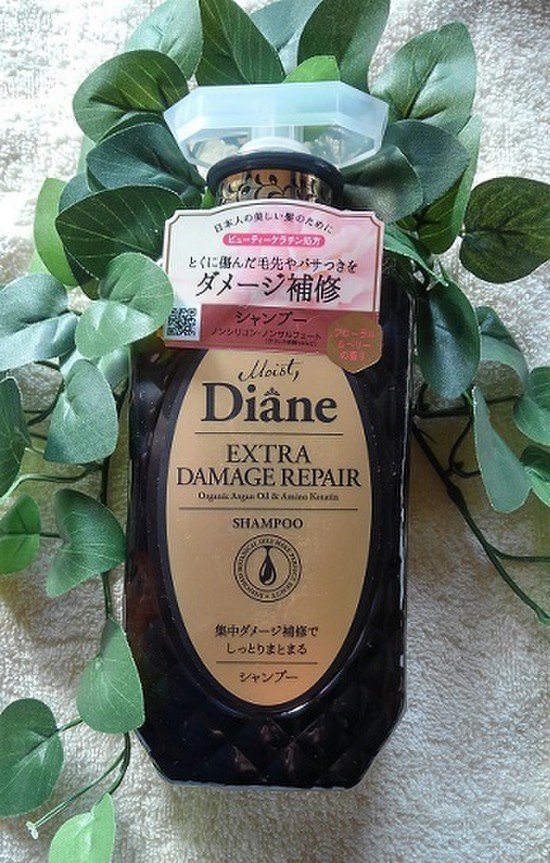 日本人の美しい髪のために
ビューティーケラチン処方
とくに傷んだ毛先やパサつきを
ダメージ補修
シャンプー
ノンシリコン・ノンサルフェート
フローラル
&ベリー
の香り
Moist,
Diane
EXTRA
DAMAGE REPAIR
Organic Argan Oil & Amino Keratin
SHAMPOO
集中ダメージ補修で
しっとりまとまる
シャンプー